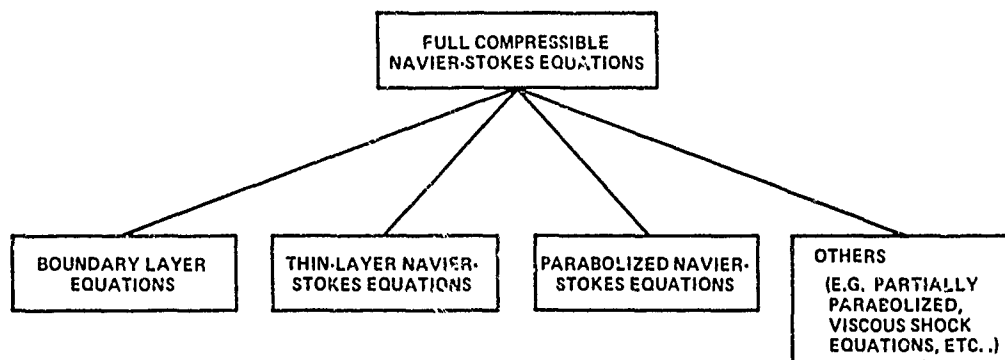 FULL COMPRESSIBLE
NAVIER-STOKES EQUATIONS
BOUNDARY LAYER
EQUATIONS
THIN-LAYER NAVIER-
STOKES EQUATIONS
PARABOLIZED NAVIER-
STOKES EQUATIONS
OTHERS
(E.G. PARTIALLY
PARABOLIZED,
VISCOUS SHOCK
EQUATIONS, ETC..)